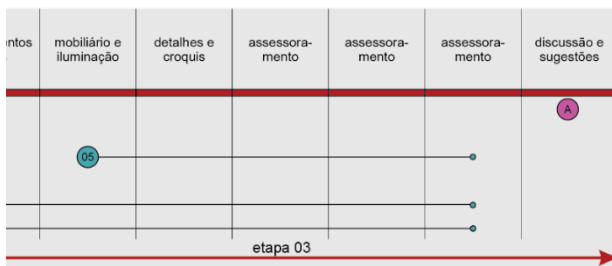 mobiliário e
iluminação
detalhes e
croquis
assessora-
mento
assessora-
mento
assessora-
mento
discussão e
sugestões
A
05
etapa 03